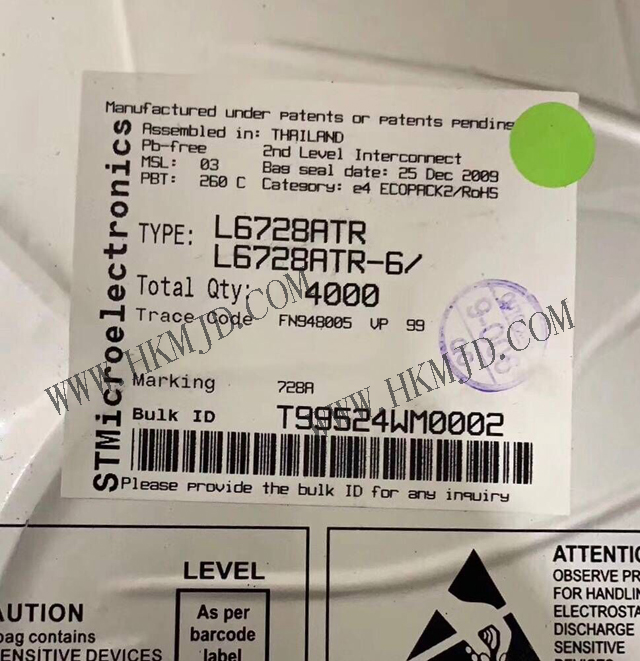 Manufactured under patents or patents pending
Assembled in: THAILAND
Pb-free 2nd Level Interconnect
MSL: 03 Bag seal date: 25 Dec 2009
PBT: 260 C Category: e4 ECOPACK2/RoHS
STMicroelectronics
TYPE: L6728ATR
L6728ATR-6/
Total Qty: 4000
Trace Code FN948005 VP 99
WWW.HKMJD.COM
WWW.HKMJD.COM
Marking 728A
Bulk ID T99524WM0002
Please provide the bulk ID for any inquiry
LEVEL
As per
barcode
label
AUTION
bag contains
ENSITIVE DEVICES
ATTENTIO
OBSERVE PR
FOR HANDLIN
ELECTROSTA
DISCHARGE
SENSITIVE